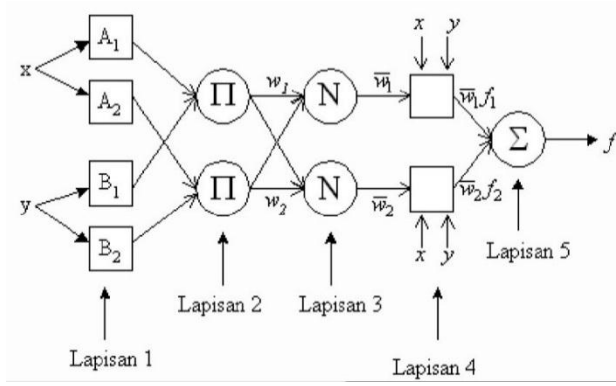 x y
A₁
x
A₂
Π w₁ N w̅₁ w̅₁f₁
Σ f
B₁
y
B₂
Π w₂ N w̅₂ w̅₂f₂
x y
Lapisan 1
Lapisan 2
Lapisan 3
Lapisan 4
Lapisan 5